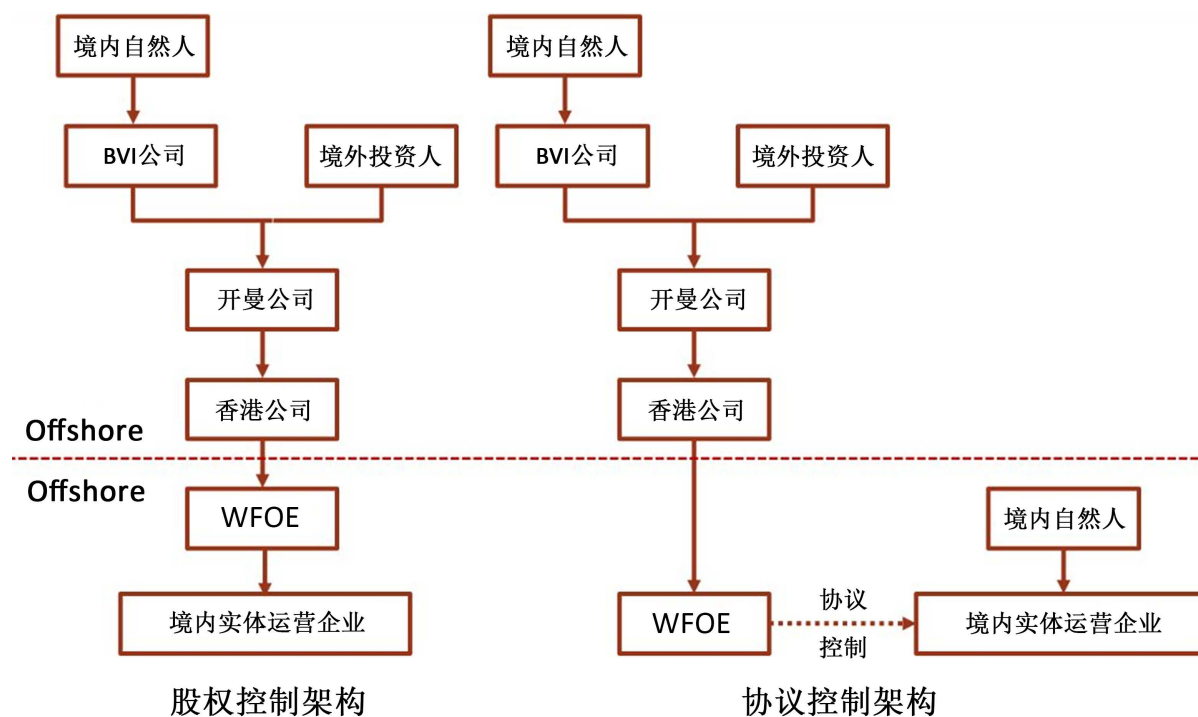 境内自然人
境内自然人
BVI公司
境外投资人
BVI公司
境外投资人
开曼公司
开曼公司
香港公司
香港公司
Offshore
Offshore
WFOE
境内自然人
境内实体运营企业
WFOE
协议
控制
境内实体运营企业
股权控制架构
协议控制架构